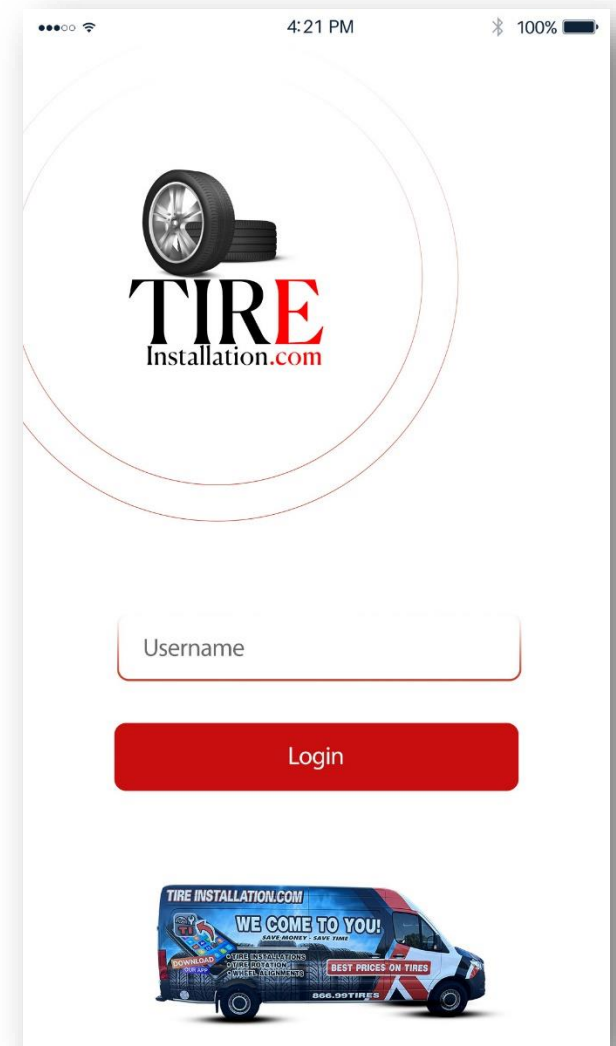 4:21 PM
100%
TIRE
Installation.com
Username
Login
TIRE INSTALLATION.COM
WE COME TO YOU!
SAVE MONEY - SAVE TIME
• TIRE INSTALLATIONS
• TIRE ROTATION
• WHEEL ALIGNMENTS
DOWNLOAD
OUR APP
BEST PRICES ON TIRES
866.99TIRES